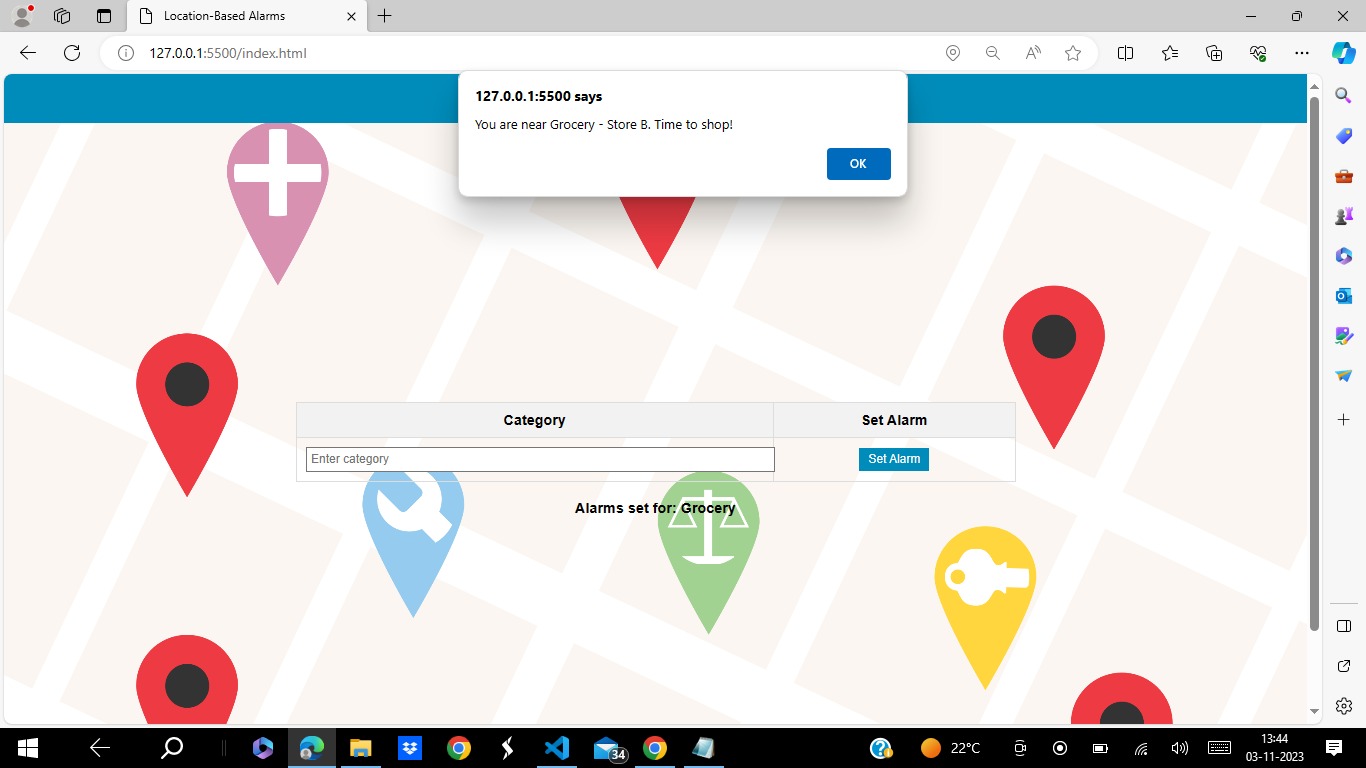 Location-Based Alarms
127.0.0.1:5500/index.html
127.0.0.1:5500 says
You are near Grocery - Store B. Time to shop!
OK
Category
Set Alarm
Enter category
Set Alarm
Alarms set for: Grocery
34
22°C
13:44
03-11-2023